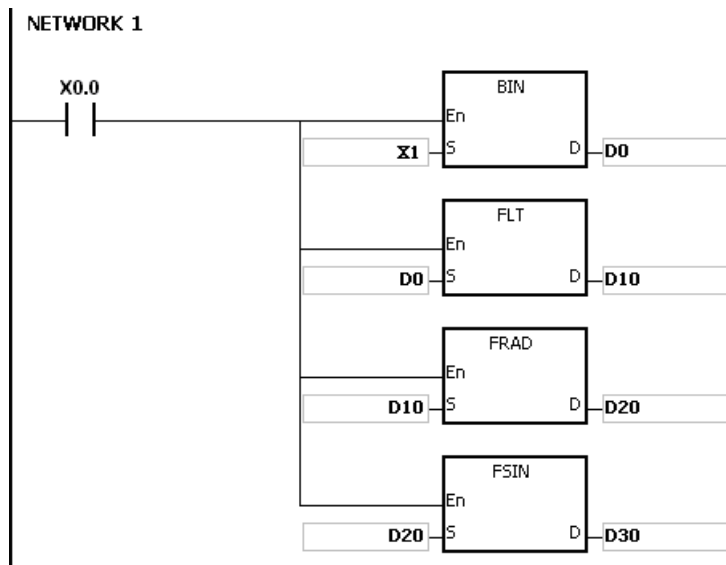 NETWORK 1
X0.0
BIN
En
X1 S D D0
FLT
En
D0 S D D10
FRAD
En
D10 S D D20
FSIN
En
D20 S D D30